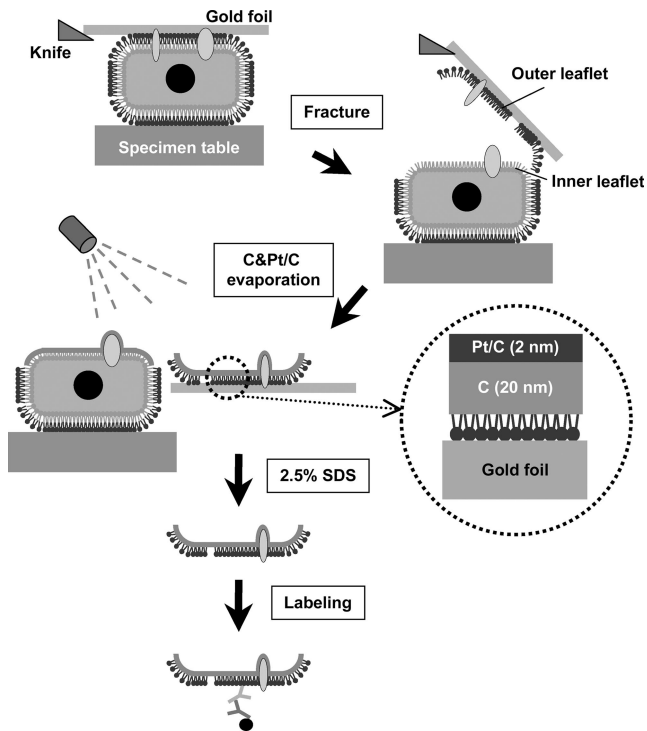 Gold foil
Knife
Specimen table
Fracture
Outer leaflet
Inner leaflet
C&Pt/C
evaporation
Pt/C (2 nm)
C (20 nm)
Gold foil
2.5% SDS
Labeling